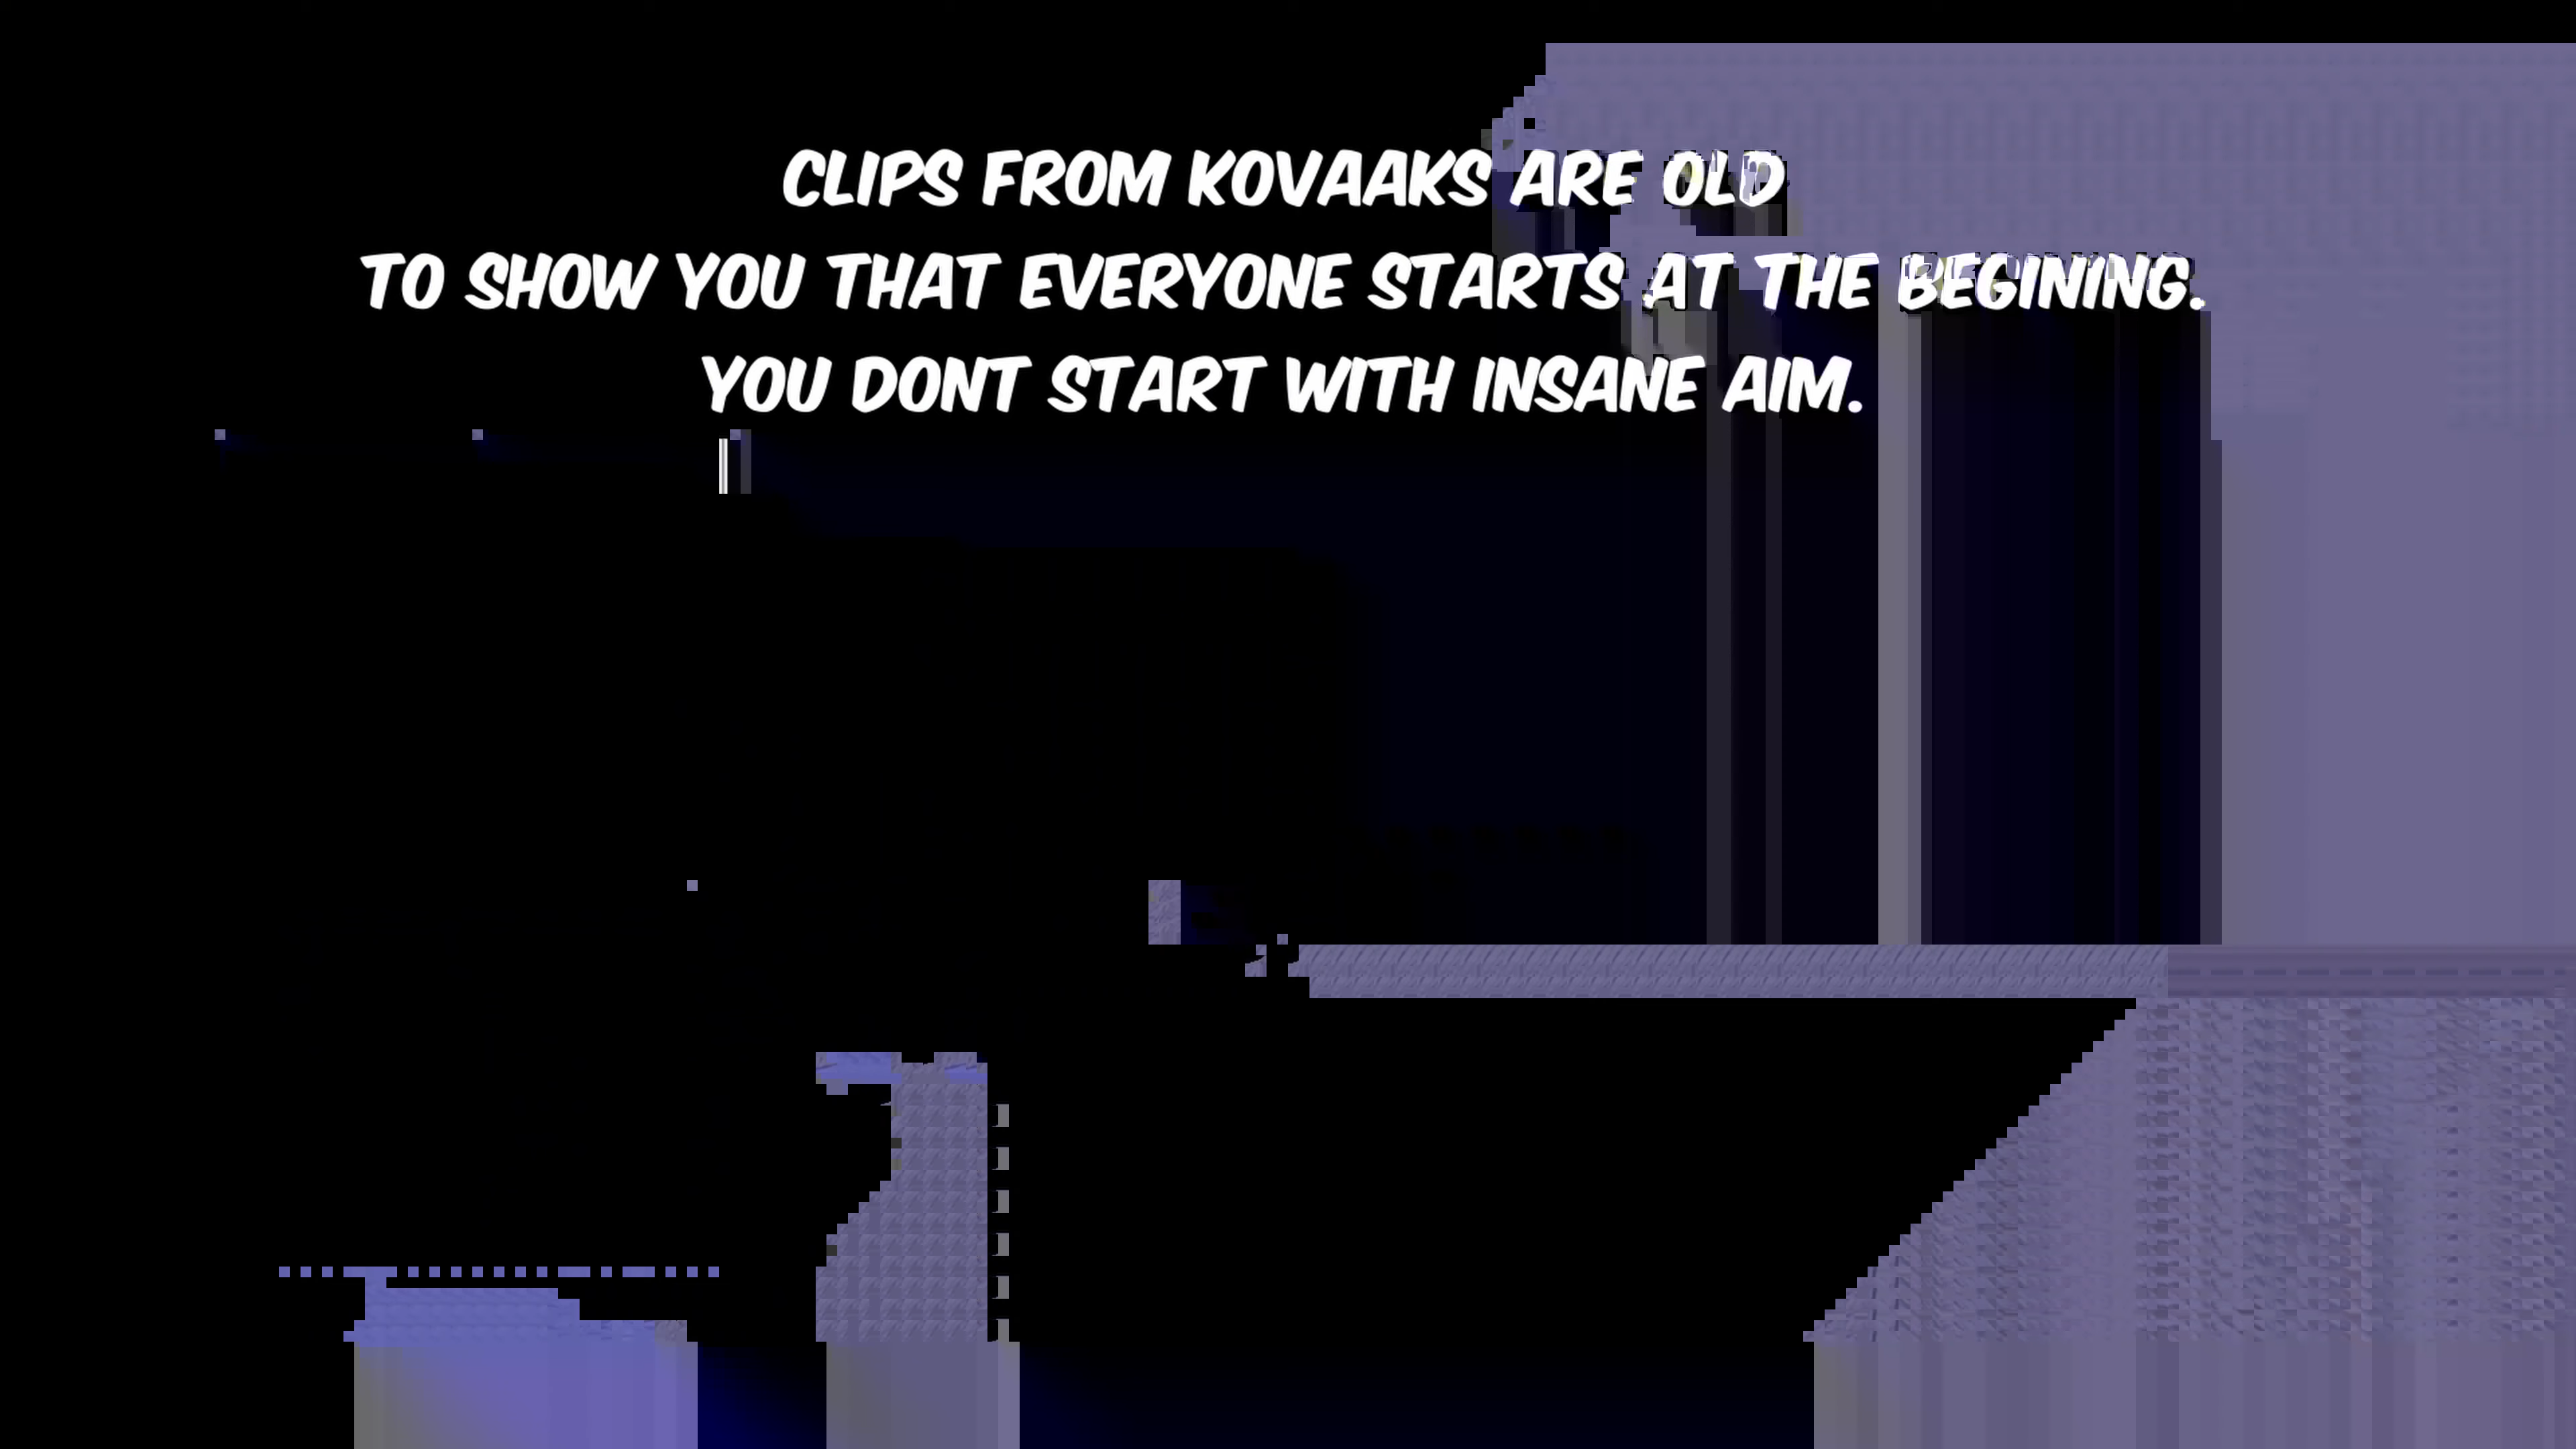 CLIPS FROM KOVAAKS ARE OLD
TO SHOW YOU THAT EVERYONE STARTS AT THE BEGINING.
YOU DONT START WITH INSANE AIM.